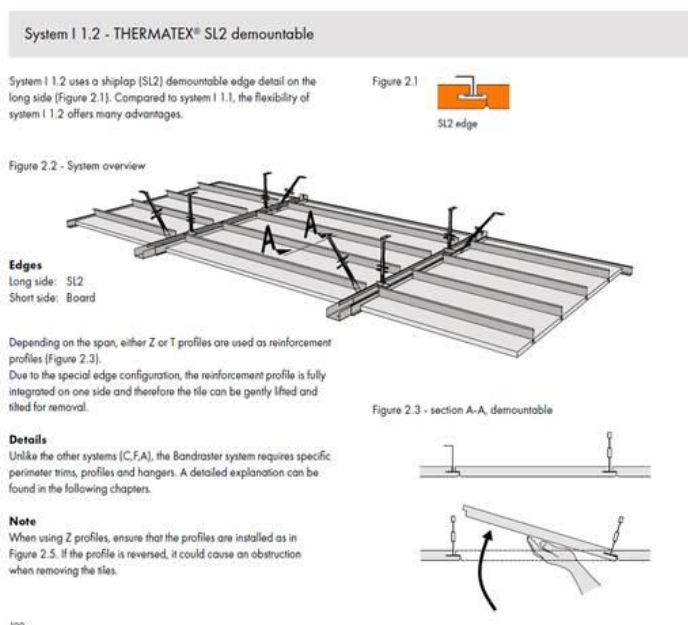 System I 1.2 - THERMATEX® SL2 demountable
System I 1.2 uses a shiplap (SL2) demountable edge detail on the
long side (Figure 2.1). Compared to system I 1.1, the flexibility of
system I 1.2 offers many advantages.
Figure 2.1
SL2 edge
Figure 2.2 - System overview
A
A
Edges
Long side: SL2
Short side: Board
Depending on the span, either Z or T profiles are used as reinforcement
profiles (Figure 2.3).
Due to the special edge configuration, the reinforcement profile is fully
integrated on one side and therefore the tile can be gently lifted and
tilted for removal.
Figure 2.3 - section A-A, demountable
Details
Unlike the other systems (C,F,A), the Bandraster system requires specific
perimeter trims, profiles and hangers. A detailed explanation can be
found in the following chapters.
Note
When using Z profiles, ensure that the profiles are installed as in
Figure 2.5. If the profile is reversed, it could cause an obstruction
when removing the tiles.